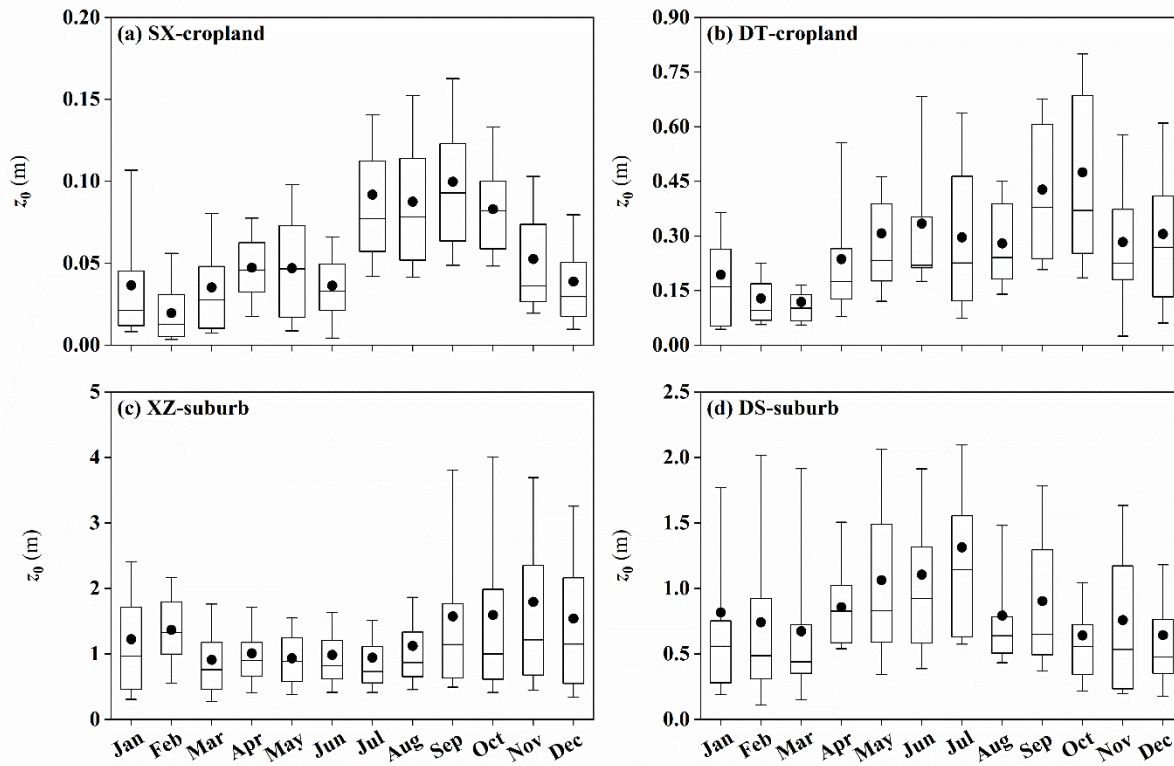 (a) SX-cropland
z0 (m)
0.20
0.15
0.10
0.05
0.00
(b) DT-cropland
z0 (m)
0.90
0.75
0.60
0.45
0.30
0.15
0.00
(c) XZ-suburb
z0 (m)
5
4
3
2
1
0
Jan Feb Mar Apr May Jun Jul Aug Sep Oct Nov Dec
(d) DS-suburb
z0 (m)
2.5
2.0
1.5
1.0
0.5
0.0
Jan Feb Mar Apr May Jun Jul Aug Sep Oct Nov Dec